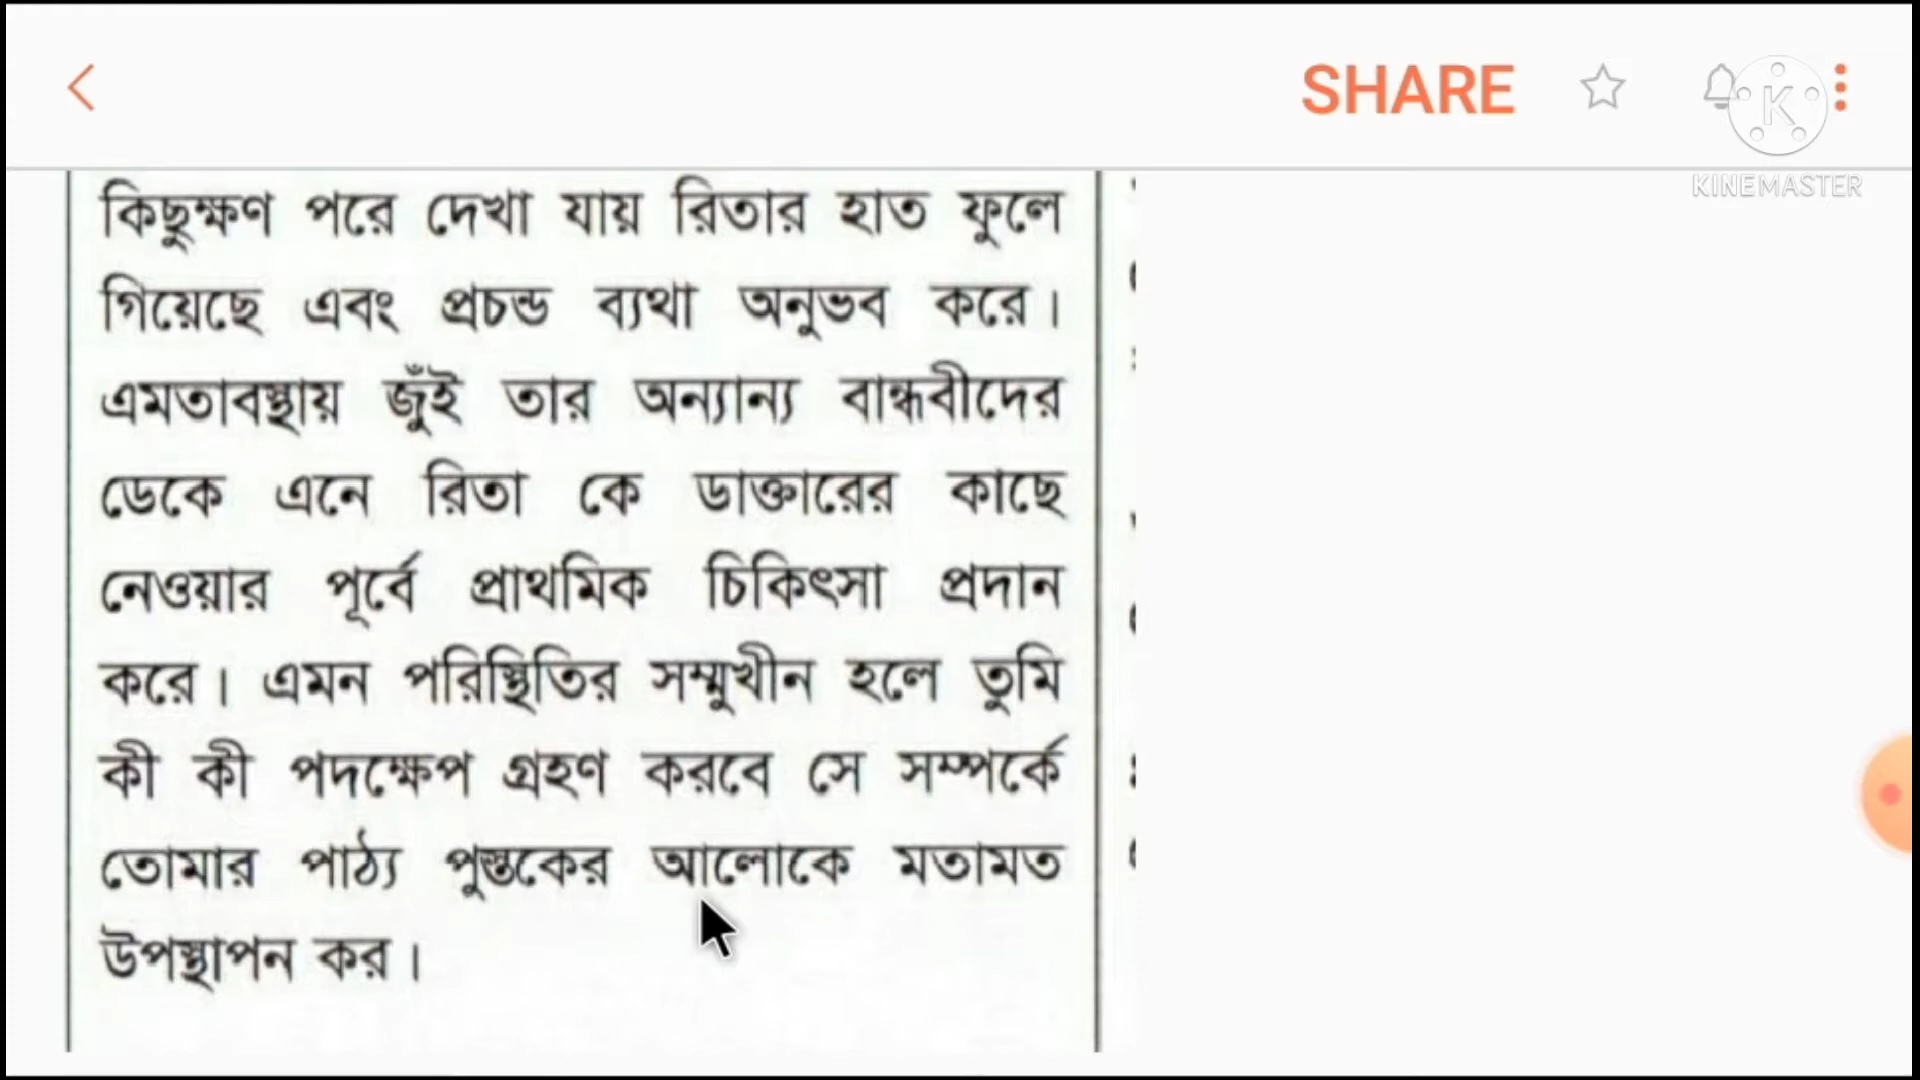 SHARE
K
KINEMASTER
কিছুক্ষণ পরে দেখা যায় রিতার হাত ফুলে
গিয়েছে এবং প্রচন্ড ব্যথা অনুভব করে।
এমতাবস্থায় জুঁই তার অন্যান্য বান্ধবীদের
ডেকে এনে রিতা কে ডাক্তারের কাছে
নেওয়ার পূর্বে প্রাথমিক চিকিৎসা প্রদান
করে। এমন পরিস্থিতির সম্মুখীন হলে তুমি
কী কী পদক্ষেপ গ্রহণ করবে সে সম্পর্কে
তোমার পাঠ্য পুস্তকের আলোকে মতামত
উপস্থাপন কর।